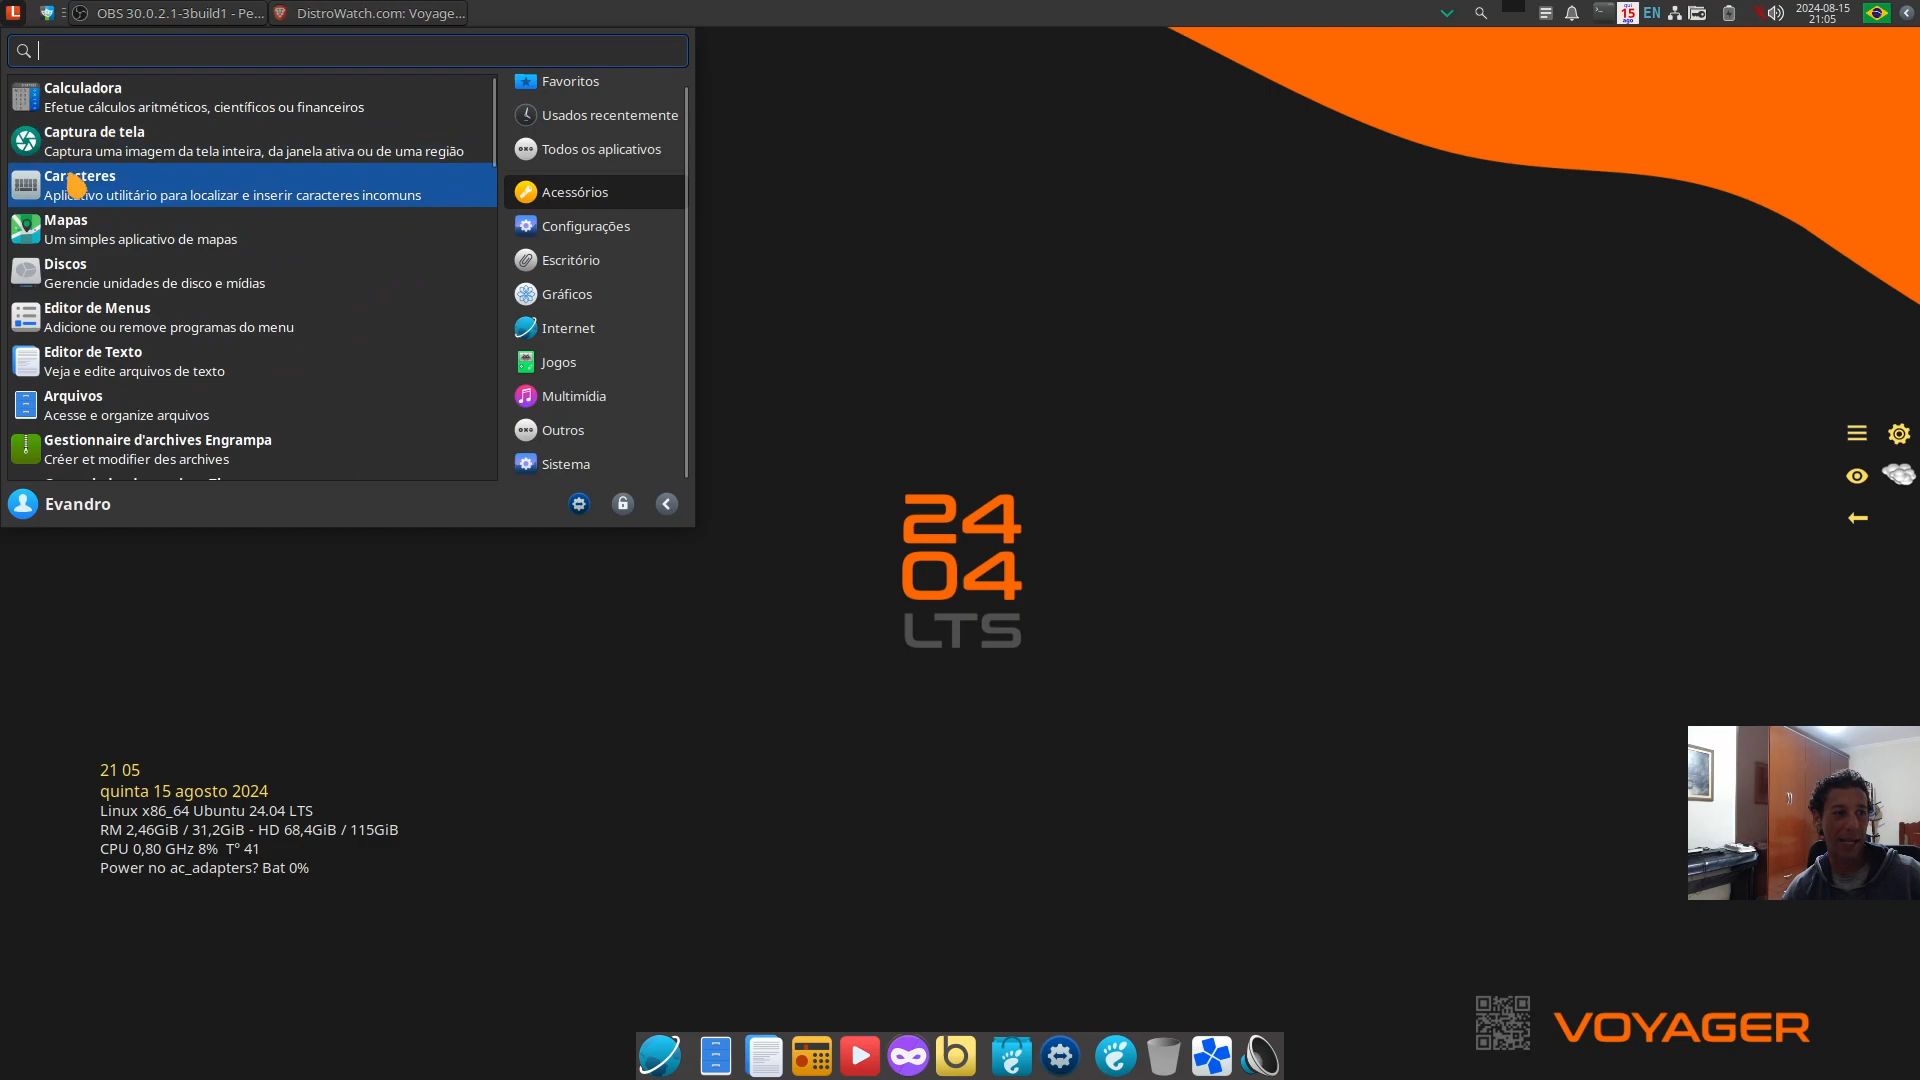 OBS 30.0.2.1-3build1 - Pe...
DistroWatch.com: Voyage...
qui
15
ago
EN
2024-08-15
21:05
Calculadora
Efetue cálculos aritméticos, científicos ou financeiros
Captura de tela
Captura uma imagem da tela inteira, da janela ativa ou de uma região
Caracteres
Aplicativo utilitário para localizar e inserir caracteres incomuns
Mapas
Um simples aplicativo de mapas
Discos
Gerencie unidades de disco e mídias
Editor de Menus
Adicione ou remove programas do menu
Editor de Texto
Veja e edite arquivos de texto
Arquivos
Acesse e organize arquivos
Gestionnaire d'archives Engrampa
Créer et modifier des archives
Favoritos
Usados recentemente
Todos os aplicativos
Acessórios
Configurações
Escritório
Gráficos
Internet
Jogos
Multimídia
Outros
Sistema
Evandro
24
04
LTS
21 05
quinta 15 agosto 2024
Linux x86_64 Ubuntu 24.04 LTS
RM 2,46GiB / 31,2GiB - HD 68,4GiB / 115GiB
CPU 0,80 GHz 8% T° 41
Power no ac_adapters? Bat 0%
VOYAGER